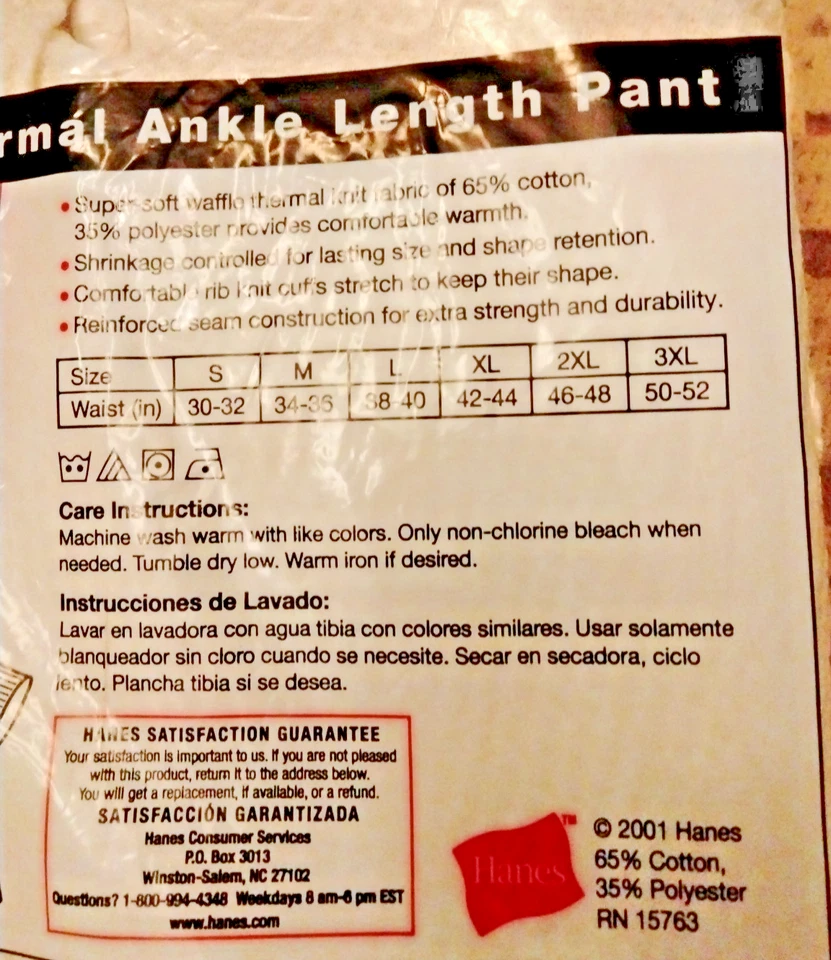 rmal Ankle Length Pant
• Super-soft waffle thermal knit fabric of 65% cotton,
35% polyester provides comfortable warmth.
• Shrinkage controlled for lasting size and shape retention.
• Comfortable rib knit cuffs stretch to keep their shape.
• Reinforced seam construction for extra strength and durability.
Size S M L XL 2XL 3XL
Waist (in) 30-32 34-36 38-40 42-44 46-48 50-52
Care Instructions:
Machine wash warm with like colors. Only non-chlorine bleach when
needed. Tumble dry low. Warm iron if desired.
Instrucciones de Lavado:
Lavar en lavadora con agua tibia con colores similares. Usar solamente
blanqueador sin cloro cuando se necesite. Secar en secadora, ciclo
lento. Plancha tibia si se desea.
HANES SATISFACTION GUARANTEE
Your satisfaction is important to us. If you are not pleased
with this product, return it to the address below.
You will get a replacement, if available, or a refund.
SATISFACCIÓN GARANTIZADA
Hanes Consumer Services
P.O. Box 3013
Winston-Salem, NC 27102
Questions? 1-800-994-4348 Weekdays 8 am-6 pm EST
www.hanes.com
Hanes™
© 2001 Hanes
65% Cotton,
35% Polyester
RN 15763